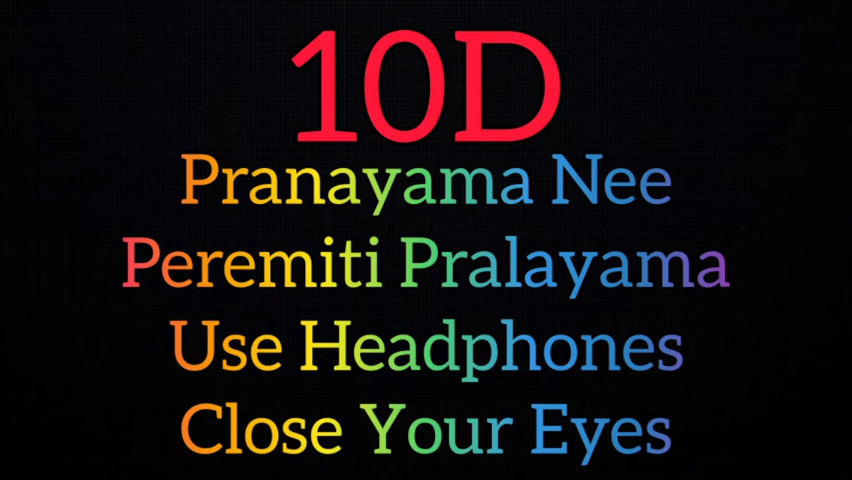 10D
Pranayama Nee
Peremiti Pralayama
Use Headphones
Close Your Eyes